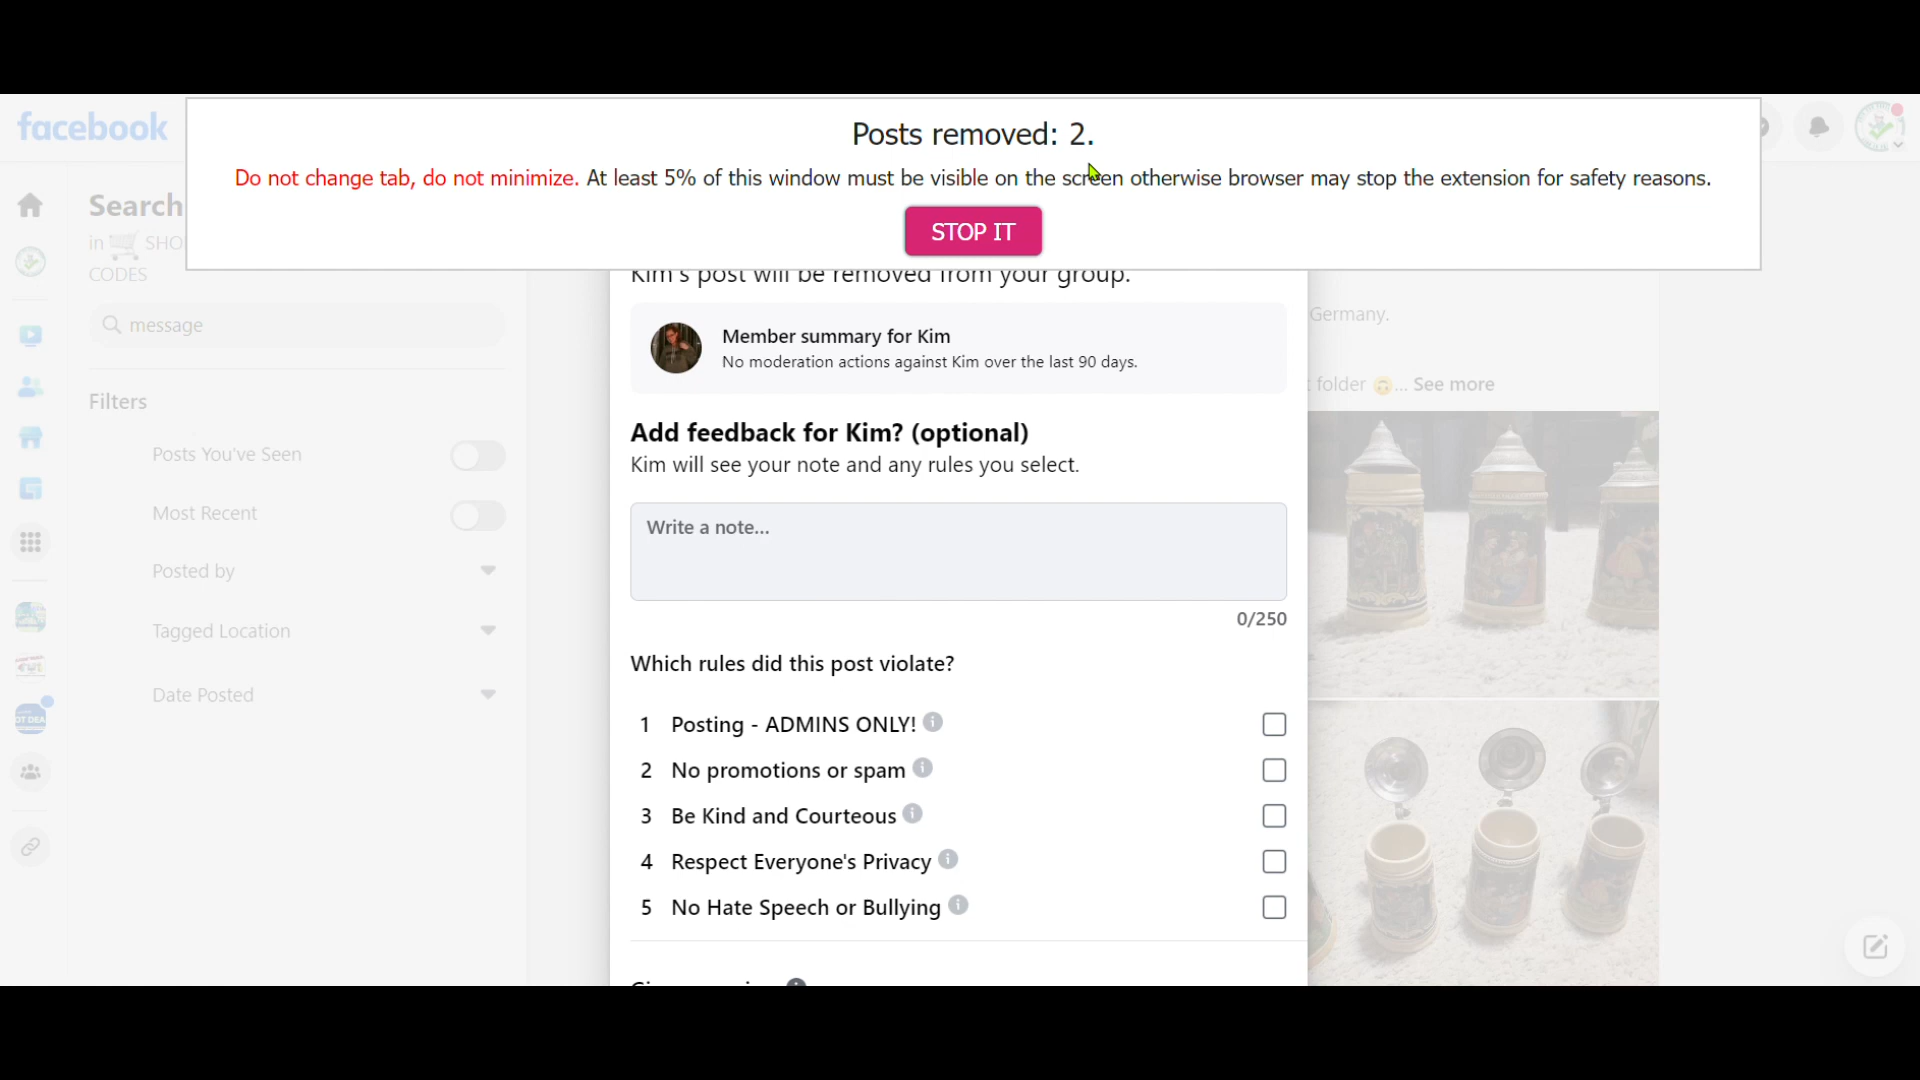 Posts removed: 2.
Do not change tab, do not minimize. At least 5% of this window must be visible on the screen otherwise browser may stop the extension for safety reasons.
STOP IT
facebook
Search
in 🛒 SHO
CODES
message
Filters
Posts You've Seen
Most Recent
Posted by
Tagged Location
Date Posted
Kim's post will be removed from your group.
Member summary for Kim
No moderation actions against Kim over the last 90 days.
Add feedback for Kim? (optional)
Kim will see your note and any rules you select.
Write a note...
0/250
Which rules did this post violate?
1 Posting - ADMINS ONLY!
2 No promotions or spam
3 Be Kind and Courteous
4 Respect Everyone's Privacy
5 No Hate Speech or Bullying
Germany.
folder 🙃... See more